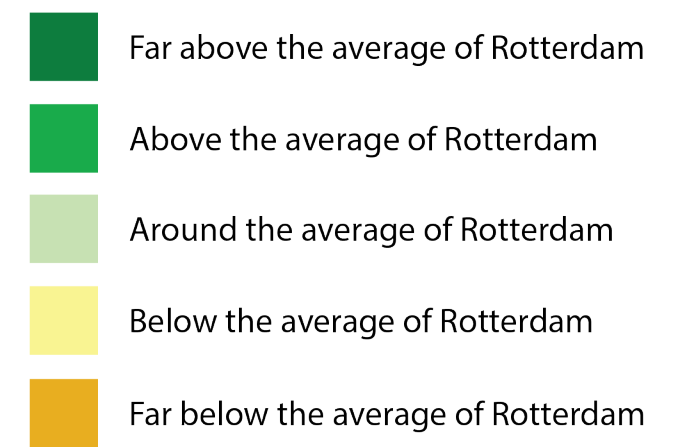 Far above the average of Rotterdam
Above the average of Rotterdam
Around the average of Rotterdam
Below the average of Rotterdam
Far below the average of Rotterdam